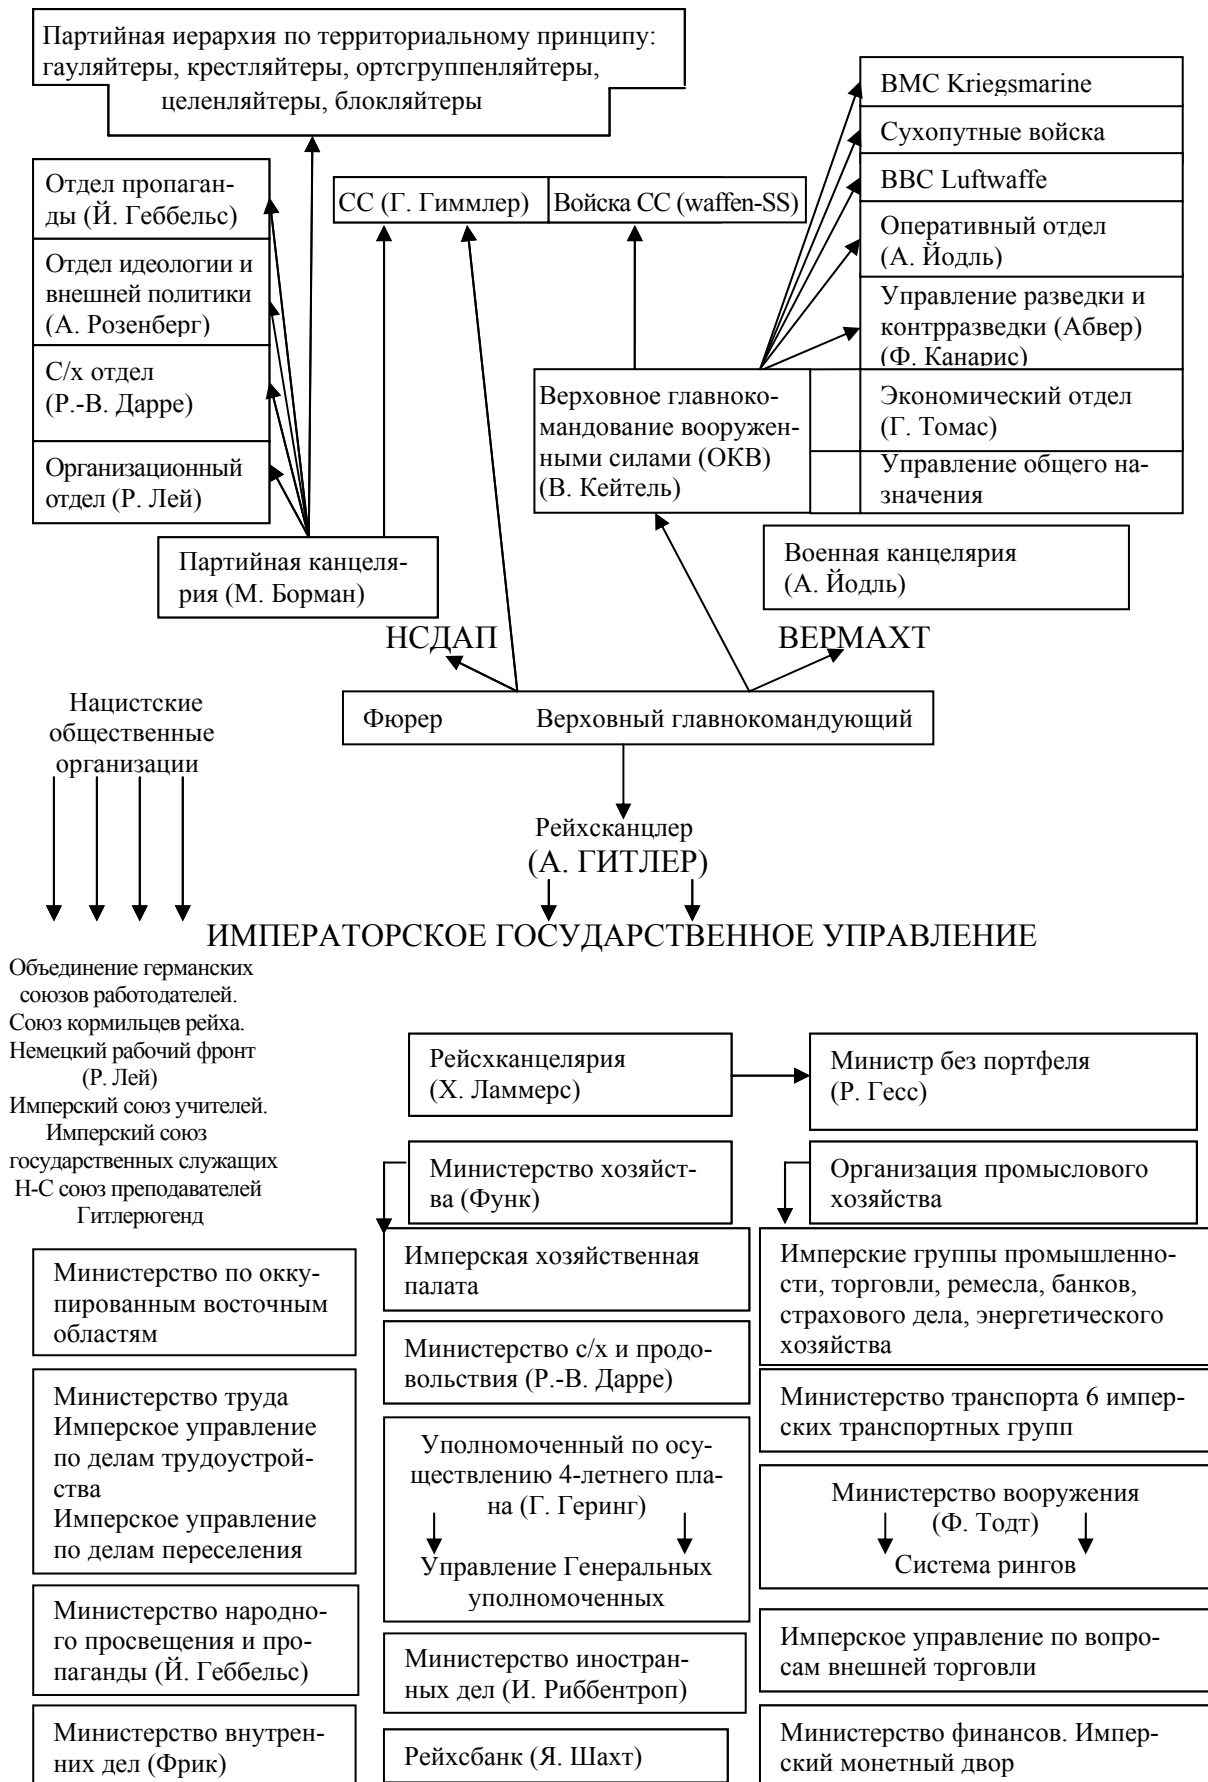 Партийная иерархия по территориальному принципу:
гауляйтеры, крестляйтеры, ортсгруппенляйтеры,
целенляйтеры, блокляйтеры
ВМС Kriegsmarine
Сухопутные войска
ВВС Luftwaffe
Оперативный отдел
(А. Йодль)
Управление разведки и
контрразведки (Абвер)
(Ф. Канарис)
Экономический отдел
(Г. Томас)
Управление общего на-
значения
Отдел пропаган-
ды (Й. Геббельс)
Отдел идеологии и
внешней политики
(А. Розенберг)
С/х отдел
(Р.-В. Дарре)
Организационный
отдел (Р. Лей)
СС (Г. Гиммлер)
Войска СС (waffen-SS)
Верховное главноко-
мандование вооружен-
ными силами (ОКВ)
(В. Кейтель)
Партийная канцеля-
рия (М. Борман)
Военная канцелярия
(А. Йодль)
НСДАП
ВЕРМАХТ
Фюрер Верховный главнокомандующий
Нацистские
общественные
организации
Рейхсканцлер
(А. ГИТЛЕР)
ИМПЕРАТОРСКОЕ ГОСУДАРСТВЕННОЕ УПРАВЛЕНИЕ
Объединение германских
союзов работодателей.
Союз кормильцев рейха.
Немецкий рабочий фронт
(Р. Лей)
Имперский союз учителей.
Имперский союз
государственных служащих
Н-С союз преподавателей
Гитлерюгенд
Рейсхканцелярия
(Х. Ламмерс)
Министр без портфеля
(Р. Гесс)
Министерство хозяйст-
ва (Функ)
Организация промыслового
хозяйства
Имперская хозяйственная
палата
Имперские группы промышленно-
сти, торговли, ремесла, банков,
страхового дела, энергетического
хозяйства
Министерство по окку-
пированным восточным
областям
Министерство с/х и продо-
вольствия (Р.-В. Дарре)
Министерство транспорта 6 импер-
ских транспортных групп
Министерство труда
Имперское управление
по делам трудоустрой-
ства
Имперское управление
по делам переселения
Уполномоченный по осу-
ществлению 4-летнего пла-
на (Г. Геринг)
Управление Генеральных
уполномоченных
Министерство вооружения
(Ф. Тодт)
Система рингов
Министерство народно-
го просвещения и про-
паганды (Й. Геббельс)
Министерство иностран-
ных дел (И. Риббентроп)
Имперское управление по вопро-
сам внешней торговли
Министерство внутрен-
них дел (Фрик)
Рейхсбанк (Я. Шахт)
Министерство финансов. Импер-
ский монетный двор